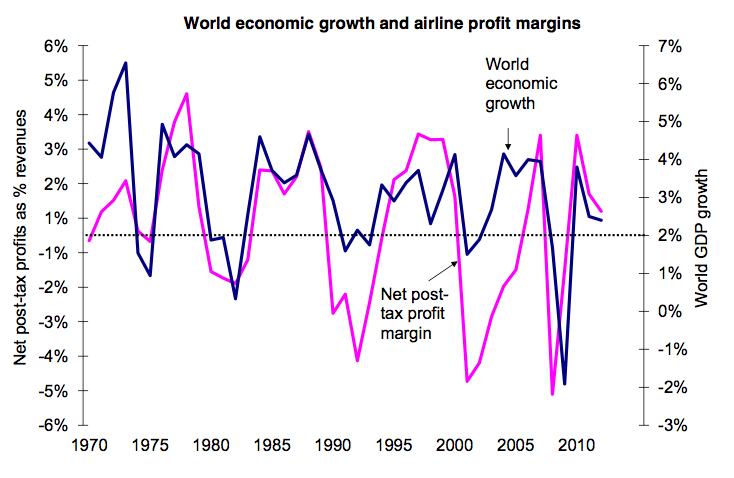 World economic growth and airline profit margins
Net post-tax profits as % revenues
6%
5%
4%
3%
2%
1%
-1%
-2%
-3%
-4%
-5%
-6%
World
economic
growth
Net post-
tax profit
margin
7%
6%
5%
4%
3%
2%
1%
0%
-1%
-2%
-3%
World GDP growth
1970 1975 1980 1985 1990 1995 2000 2005 2010